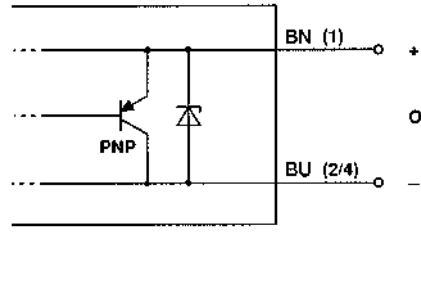 BN (1)
+
O
PNP
BU (2/4)
–